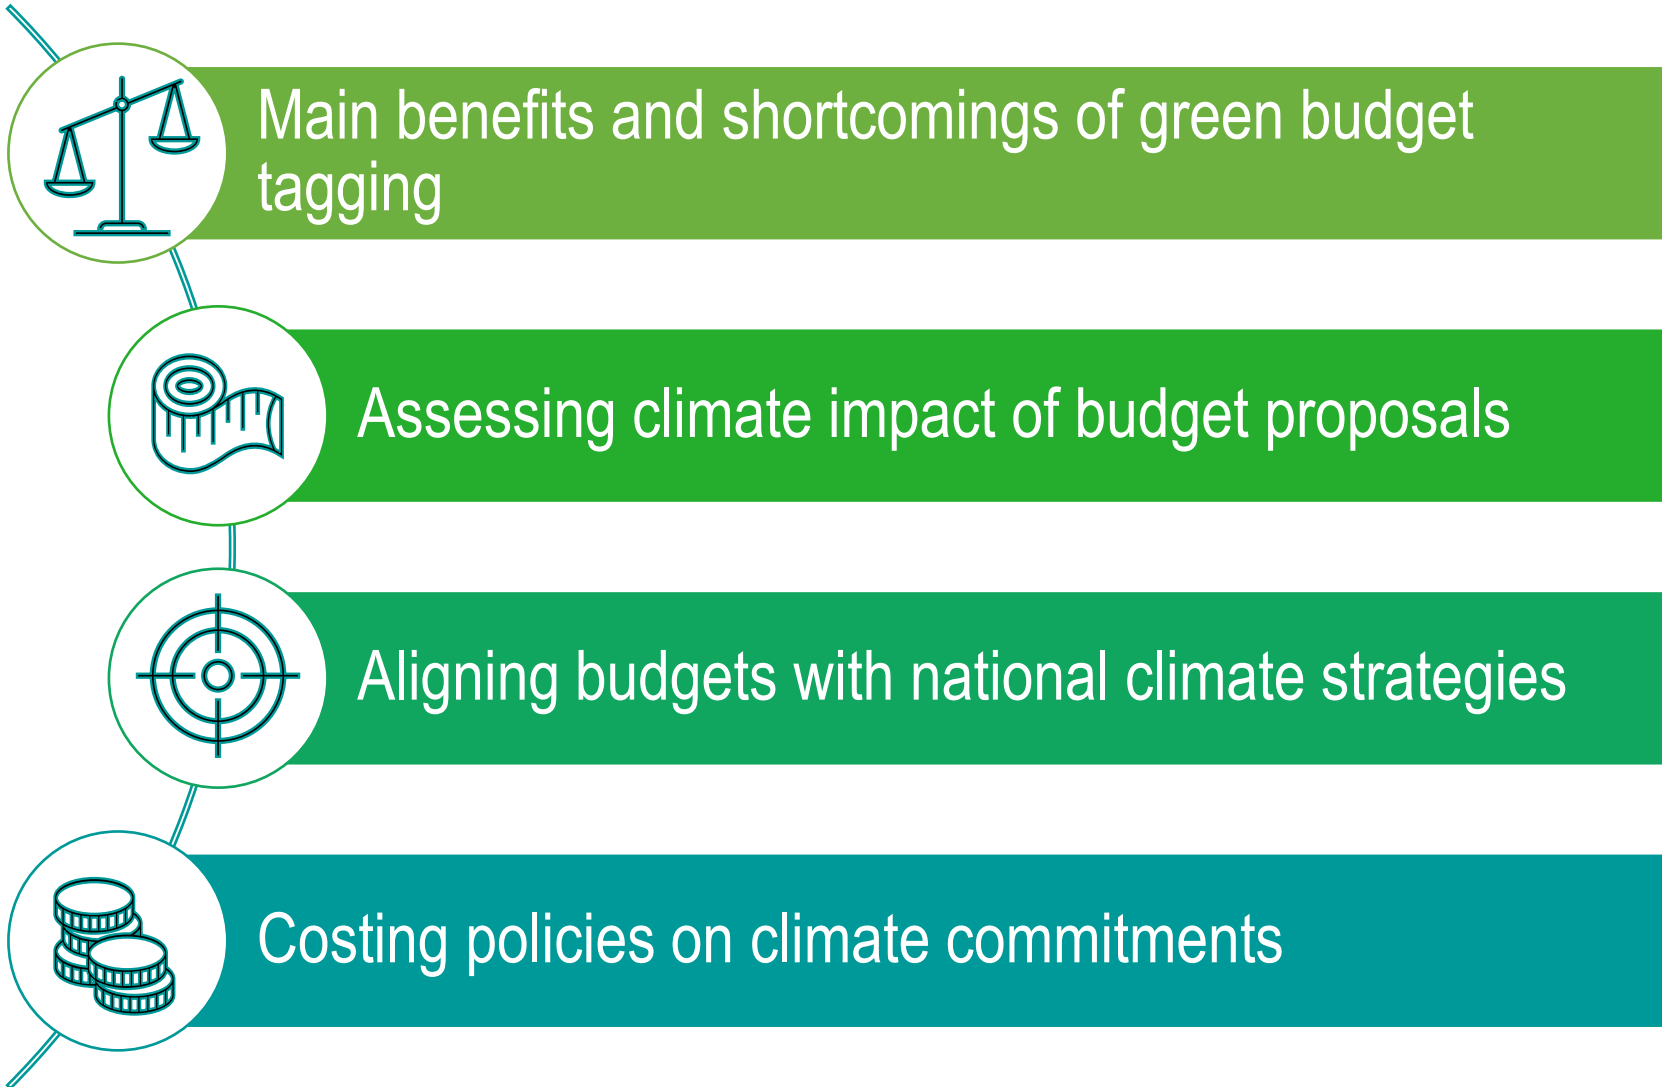 Main benefits and shortcomings of green budget
tagging
Assessing climate impact of budget proposals
Aligning budgets with national climate strategies
Costing policies on climate commitments